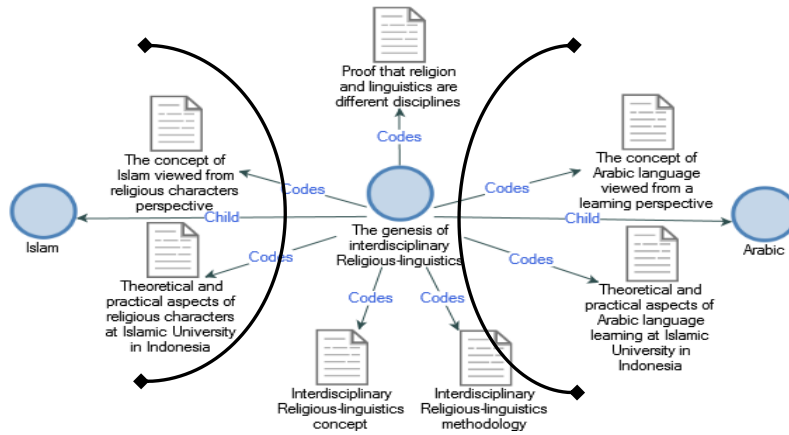 Proof that religion
and linguistics are
different disciplines
Codes
The concept of
Islam viewed from
religious characters
perspective
Codes
The concept of
Arabic language
viewed from a
learning perspective
Codes
Islam
Child
The genesis of
interdisciplinary
Religious-linguistics
Child
Arabic
Theoretical and
practical aspects of
religious characters
at Islamic University
in Indonesia
Codes
Codes
Theoretical and
practical aspects of
Arabic language
learning at Islamic
University in
Indonesia
Codes
Codes
Interdisciplinary
Religious-linguistics
concept
Interdisciplinary
Religious-linguistics
methodology